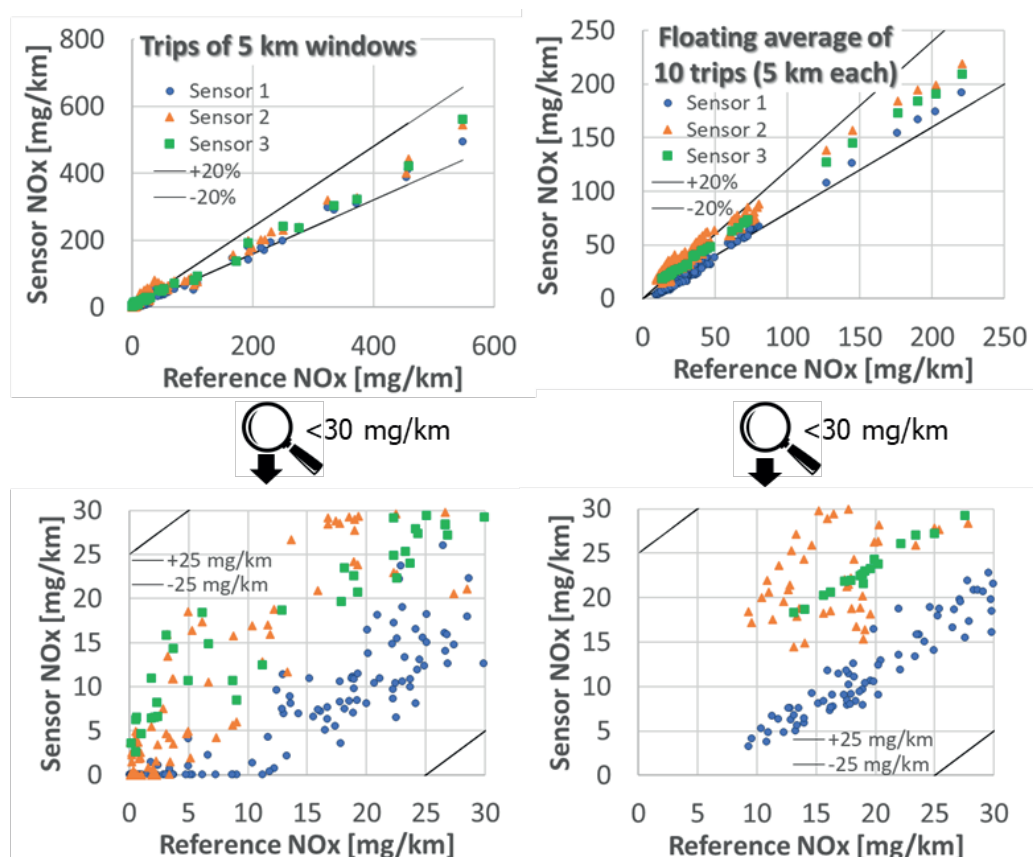 Trips of 5 km windows
Sensor NOx [mg/km]
800
600
400
200
0
Sensor 1
Sensor 2
Sensor 3
+20%
-20%
0
200
400
600
Reference NOx [mg/km]
Floating average of
10 trips (5 km each)
Sensor NOx [mg/km]
250
200
150
100
50
0
Sensor 1
Sensor 2
Sensor 3
+20%
-20%
0
50
100
150
200
250
Reference NOx [mg/km]
<30 mg/km
<30 mg/km
Sensor NOx [mg/km]
30
25
20
15
10
5
0
+25 mg/km
-25 mg/km
0
5
10
15
20
25
30
Reference NOx [mg/km]
Sensor NOx [mg/km]
30
25
20
15
10
5
0
+25 mg/km
-25 mg/km
0
5
10
15
20
25
30
Reference NOx [mg/km]